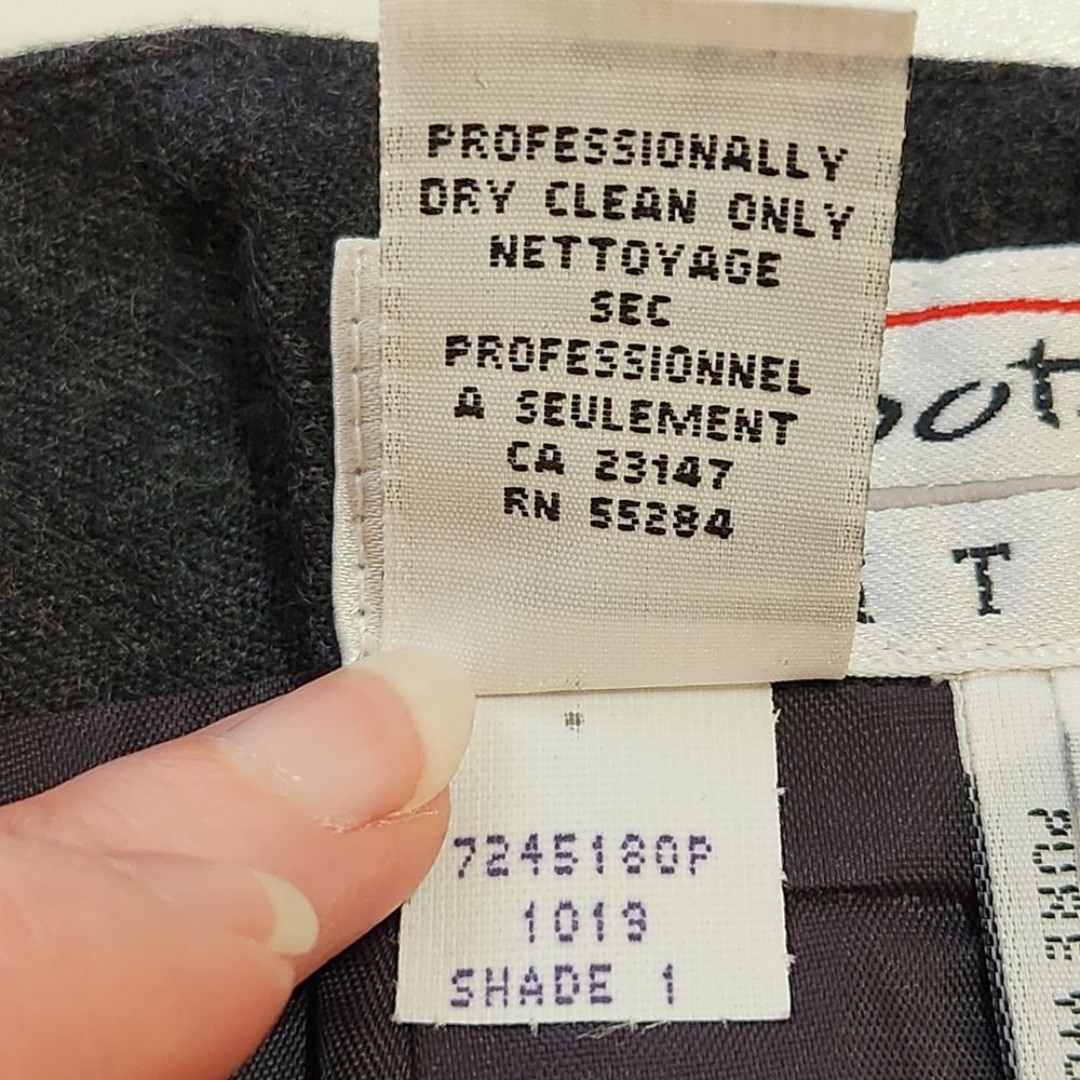 PROFESSIONALLY
DRY CLEAN ONLY
NETTOYAGE
SEC
PROFESSIONNEL
A SEULEMENT
CA 23147
RN 55284
T
7245180P
1019
SHADE 1